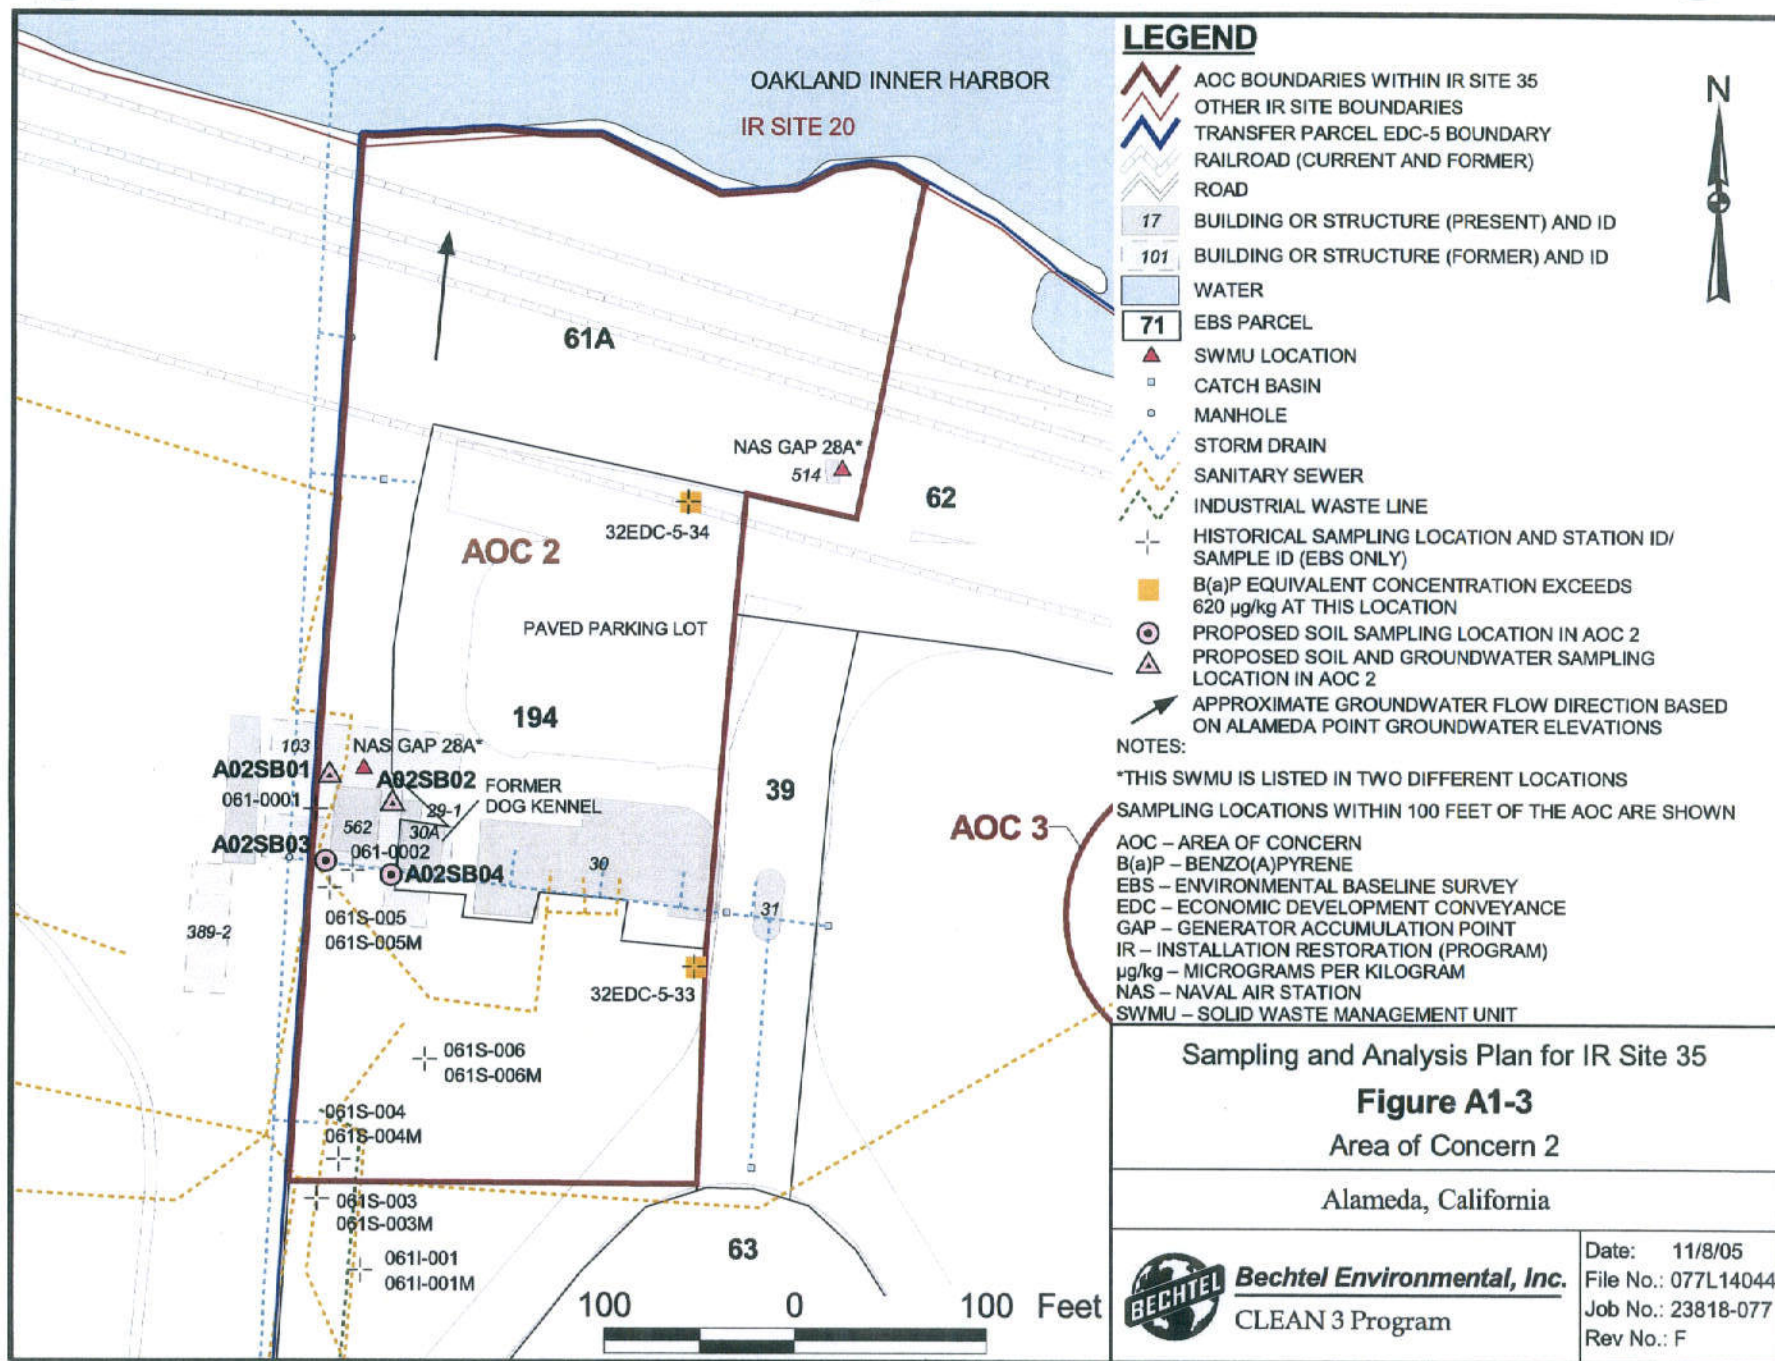 OAKLAND INNER HARBOR
IR SITE 20
61A
NAS GAP 28A*
514
62
32EDC-5-34
AOC 2
PAVED PARKING LOT
194
103
NAS GAP 28A*
A02SB01
A02SB02
FORMER
DOG KENNEL
061-0001
29-1
562
30A
A02SB03
061-0002
A02SB04
30
39
AOC 3
31
061S-005
061S-005M
389-2
32EDC-5-33
061S-006
061S-006M
061S-004
061S-004M
061S-003
061S-003M
061I-001
061I-001M
63
100 0 100 Feet
LEGEND
AOC BOUNDARIES WITHIN IR SITE 35
OTHER IR SITE BOUNDARIES
TRANSFER PARCEL EDC-5 BOUNDARY
RAILROAD (CURRENT AND FORMER)
ROAD
17 BUILDING OR STRUCTURE (PRESENT) AND ID
101 BUILDING OR STRUCTURE (FORMER) AND ID
WATER
71 EBS PARCEL
SWMU LOCATION
CATCH BASIN
MANHOLE
STORM DRAIN
SANITARY SEWER
INDUSTRIAL WASTE LINE
HISTORICAL SAMPLING LOCATION AND STATION ID/
SAMPLE ID (EBS ONLY)
B(a)P EQUIVALENT CONCENTRATION EXCEEDS
620 µg/kg AT THIS LOCATION
PROPOSED SOIL SAMPLING LOCATION IN AOC 2
PROPOSED SOIL AND GROUNDWATER SAMPLING
LOCATION IN AOC 2
APPROXIMATE GROUNDWATER FLOW DIRECTION BASED
ON ALAMEDA POINT GROUNDWATER ELEVATIONS
N
NOTES:
*THIS SWMU IS LISTED IN TWO DIFFERENT LOCATIONS
SAMPLING LOCATIONS WITHIN 100 FEET OF THE AOC ARE SHOWN
AOC – AREA OF CONCERN
B(a)P – BENZO(A)PYRENE
EBS – ENVIRONMENTAL BASELINE SURVEY
EDC – ECONOMIC DEVELOPMENT CONVEYANCE
GAP – GENERATOR ACCUMULATION POINT
IR – INSTALLATION RESTORATION (PROGRAM)
µg/kg – MICROGRAMS PER KILOGRAM
NAS – NAVAL AIR STATION
SWMU – SOLID WASTE MANAGEMENT UNIT
Sampling and Analysis Plan for IR Site 35
Figure A1-3
Area of Concern 2
Alameda, California
BECHTEL
Bechtel Environmental, Inc.
CLEAN 3 Program
Date: 11/8/05
File No.: 077L14044
Job No.: 23818-077
Rev No.: F